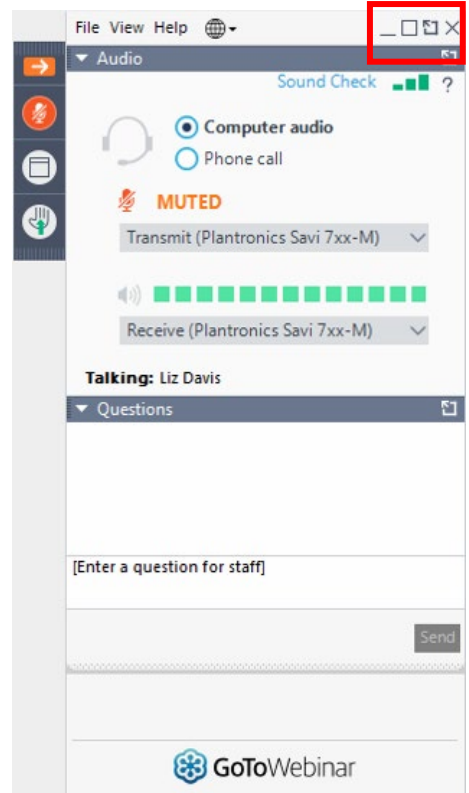 File View Help
Audio
Sound Check ?
Computer audio
Phone call
MUTED
Transmit (Plantronics Savi 7xx-M)
Receive (Plantronics Savi 7xx-M)
Talking: Liz Davis
Questions
[Enter a question for staff]
Send
GoToWebinar